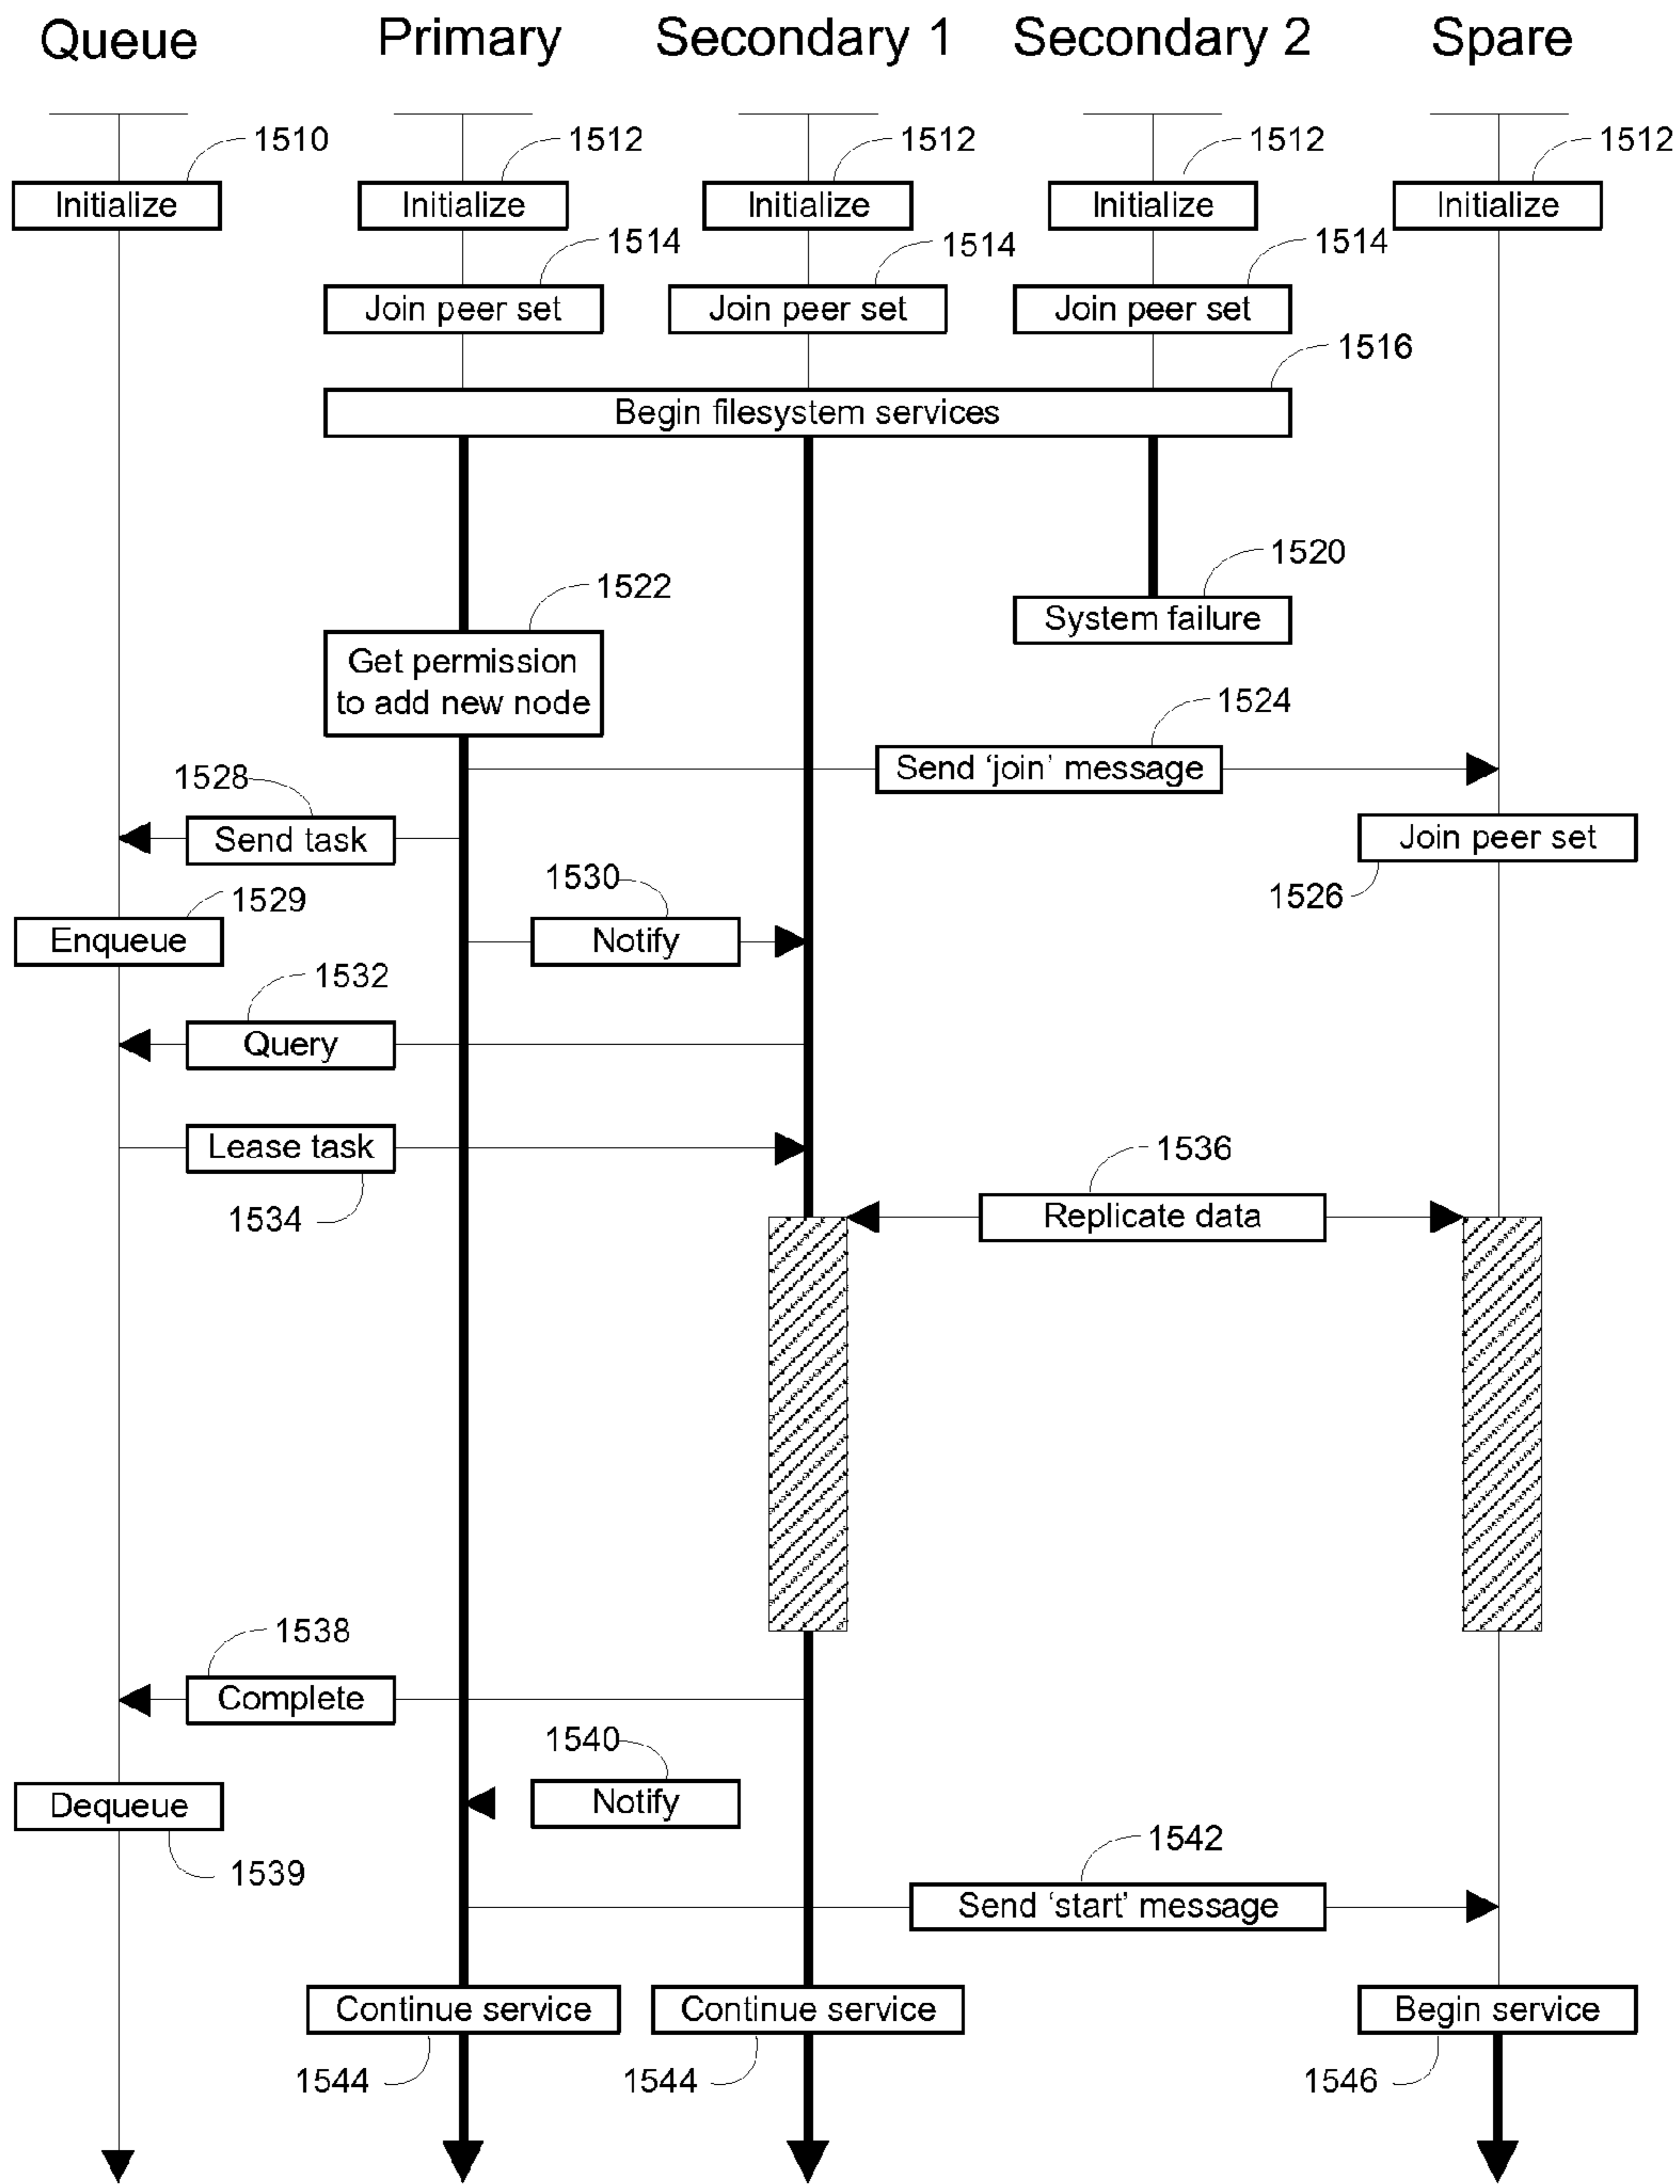 Queue Primary Secondary 1 Secondary 2 Spare
1510 1512 1512 1512 1512
Initialize Initialize Initialize Initialize Initialize
1514 1514 1514
Join peer set Join peer set Join peer set
1516
Begin filesystem services
1520
System failure
1522
Get permission
to add new node
1524
Send ‘join’ message
1528
Send task Join peer set
1526
1530
1529
Enqueue Notify
1532
Query
Lease task
1534
1536
Replicate data
1538
Complete
1540
Dequeue Notify
1539
1542
Send ‘start’ message
Continue service Continue service Begin service
1544 1544 1546